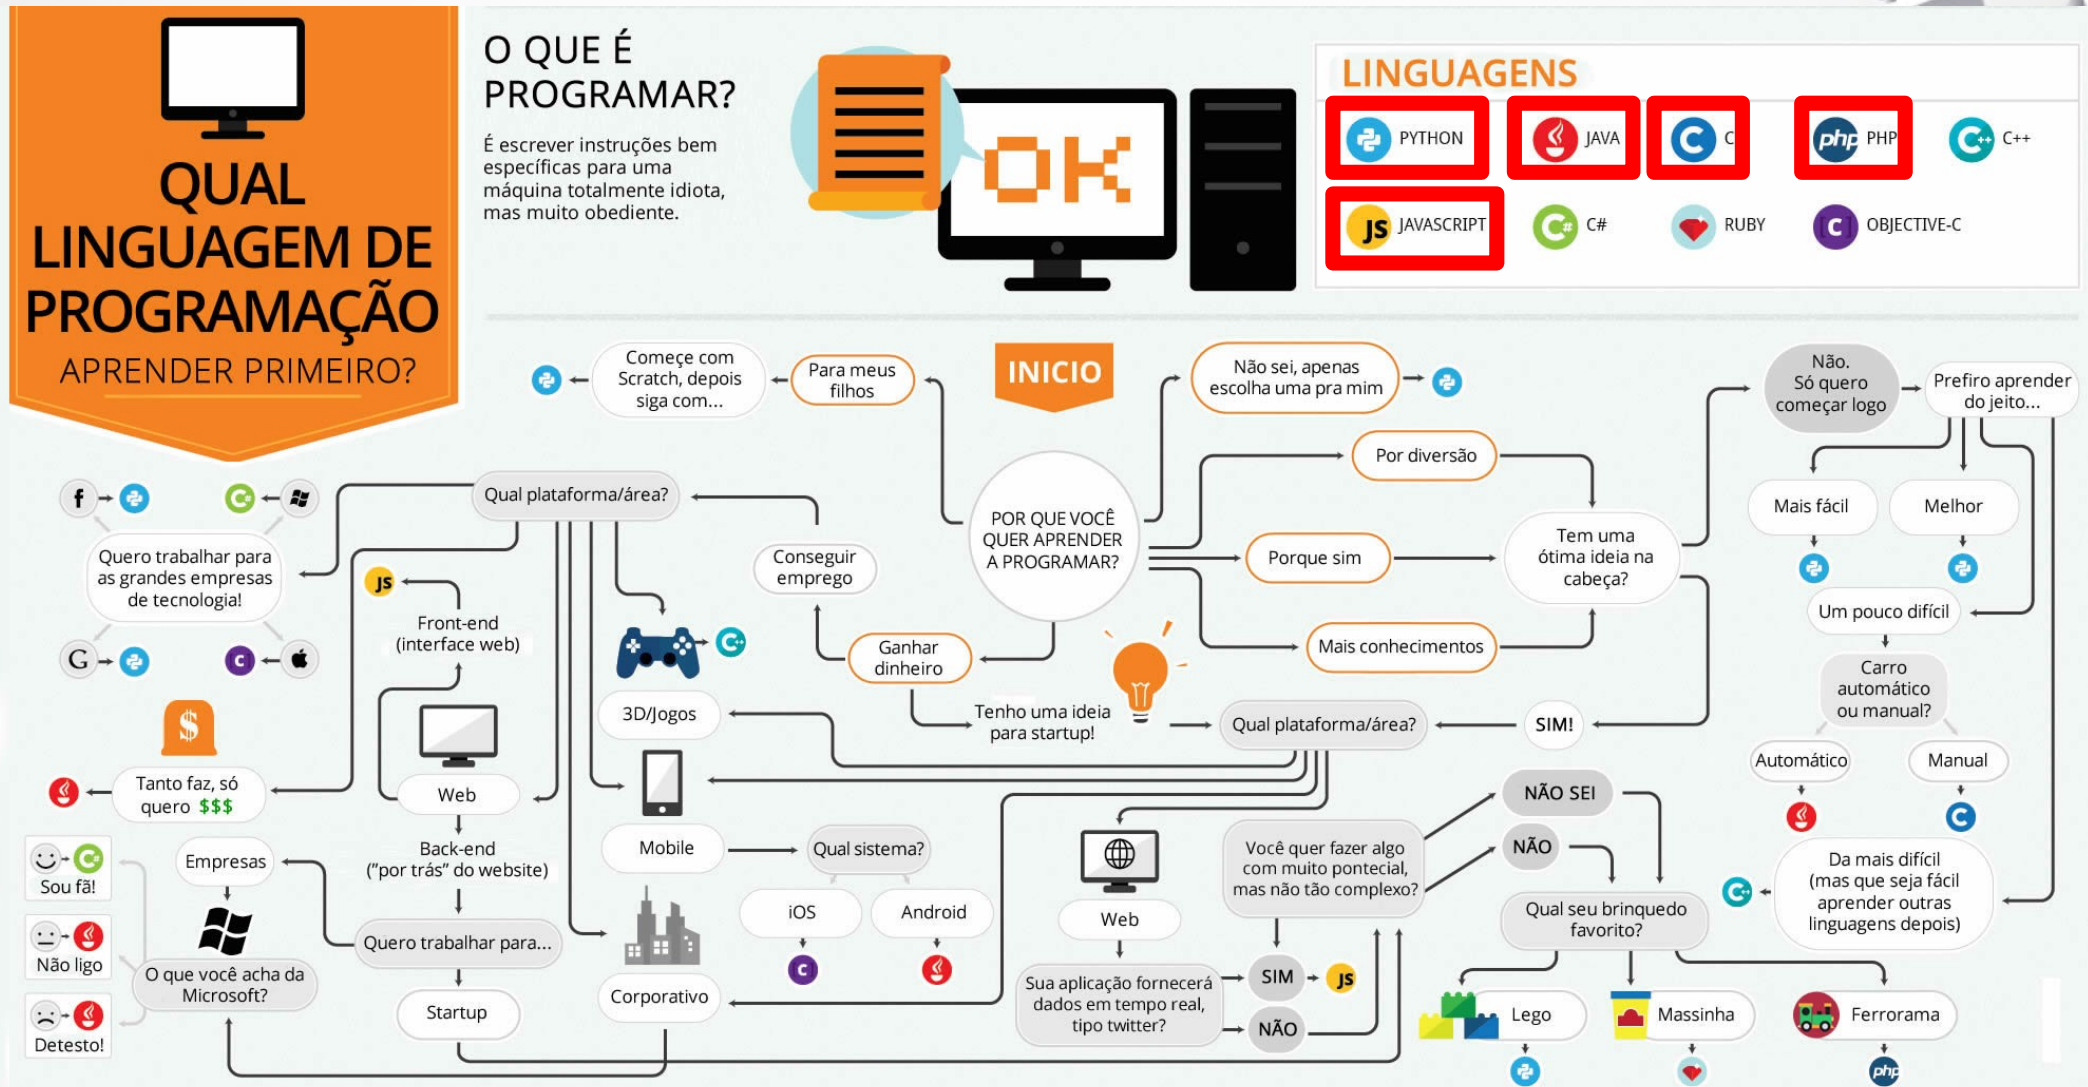 QUAL
LINGUAGEM DE
PROGRAMAÇÃO
APRENDER PRIMEIRO?
O QUE É
PROGRAMAR?
É escrever instruções bem
específicas para uma
máquina totalmente idiota,
mas muito obediente.
OK
LINGUAGENS
PYTHON
JAVA
C C
php PHP
C++ C++
JS JAVASCRIPT
C# C#
RUBY
C OBJECTIVE-C
INICIO
Começe com
Scratch, depois
siga com...
Para meus
filhos
Não sei, apenas
escolha uma pra mim
POR QUE VOCÊ
QUER APRENDER
A PROGRAMAR?
Por diversão
Porque sim
Mais conhecimentos
Tem uma
ótima ideia na
cabeça?
Não.
Só quero
começar logo
Prefiro aprender
do jeito...
Mais fácil
Melhor
Um pouco difícil
Carro
automático
ou manual?
Automático
Manual
C
Da mais difícil
(mas que seja fácil
aprender outras
linguagens depois)
C++
SIM!
Qual plataforma/área?
Tenho uma ideia
para startup!
Ganhar
dinheiro
Conseguir
emprego
Qual plataforma/área?
f
C#
Quero trabalhar para
as grandes empresas
de tecnologia!
G
C
$
Tanto faz, só
quero $$$
JS
Front-end
(interface web)
Web
Back-end
("por trás" do website)
Quero trabalhar para...
Startup
Empresas
O que você acha da
Microsoft?
C#
Sou fã!
Não ligo
Detesto!
C++
3D/Jogos
Mobile
Qual sistema?
iOS
Android
C
Corporativo
Web
Sua aplicação fornecerá
dados em tempo real,
tipo twitter?
SIM
JS
NÃO
Você quer fazer algo
com muito pontecial,
mas não tão complexo?
NÃO SEI
NÃO
Qual seu brinquedo
favorito?
Lego
Massinha
Ferrorama
php